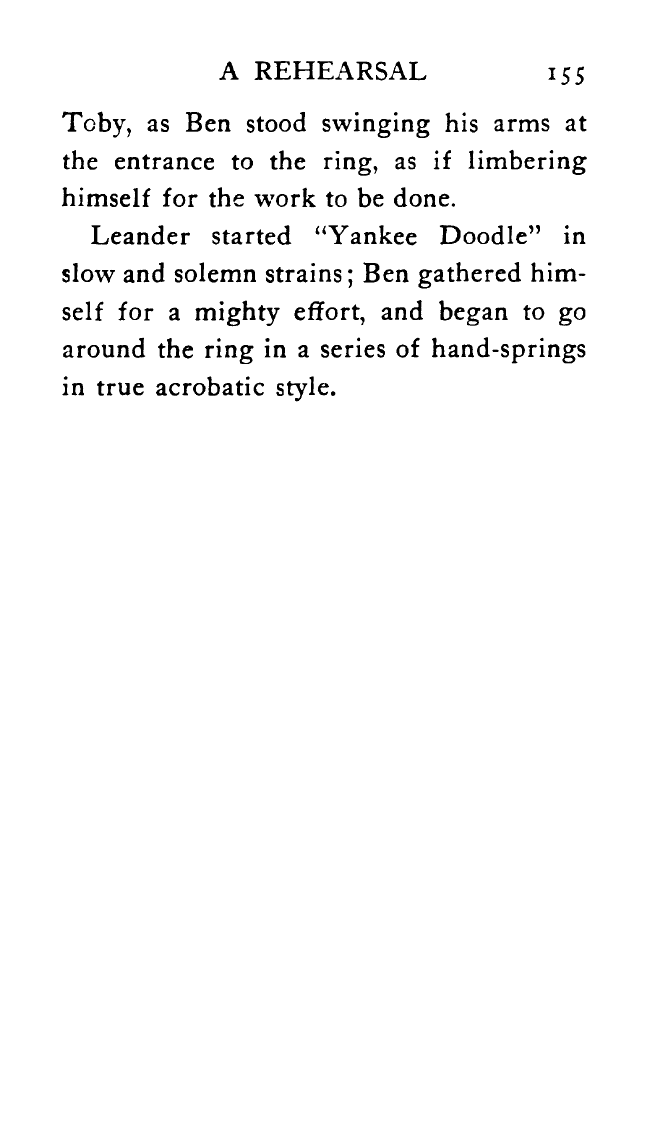 A REHEARSAL 155
Toby, as Ben stood swinging his arms at
the entrance to the ring, as if limbering
himself for the work to be done.
Leander started “Yankee Doodle” in
slow and solemn strains; Ben gathered him-
self for a mighty effort, and began to go
around the ring in a series of hand-springs
in true acrobatic style.